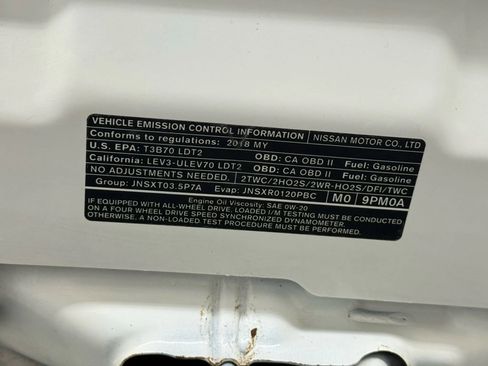 VEHICLE EMISSION CONTROL INFORMATION NISSAN MOTOR CO., LTD
Conforms to regulations: 2018 MY
U.S. EPA: T3B70 LDT2 OBD: CA OBD II Fuel: Gasoline
California: LEV3-ULEV70 LDT2 OBD: CA OBD II Fuel: Gasoline
NO ADJUSTMENTS NEEDED. 2TWC/2HO2S/2WR-HO2S/DFI/TWC
Group: JNSXT03.5P7A Evap: JNSXR0120PBC M0 9PM0A
Engine Oil Viscosity: SAE 0W-20
IF EQUIPPED WITH ALL-WHEEL DRIVE, LOADED I/M TESTING MUST BE CONDUCTED
ON A FOUR WHEEL DRIVE SPEED SYNCHRONIZED DYNAMOMETER.
OTHERWISE, A NON-LOADED TEST PROCEDURE MUST BE USED.